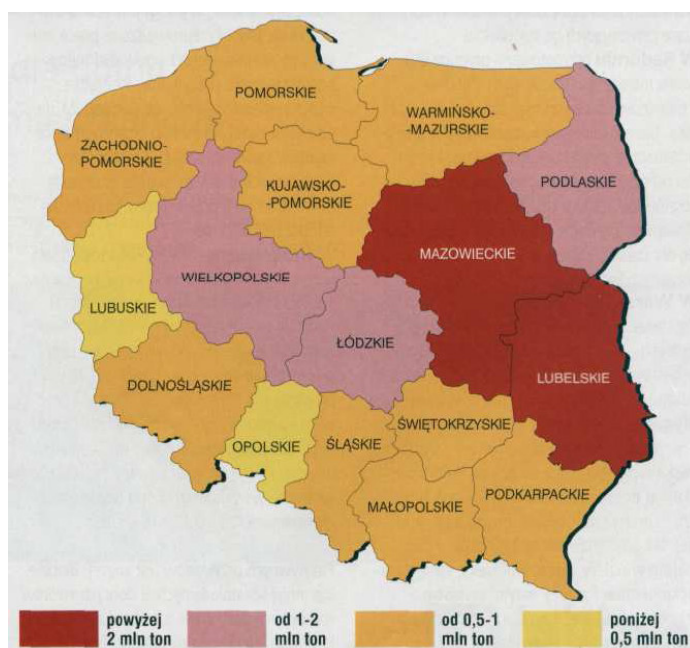 POMORSKIE
WARMIŃSKO-
-MAZURSKIE
ZACHODNIO-
POMORSKIE
KUJAWSKO-
-POMORSKIE
PODLASKIE
MAZOWIECKIE
WIELKOPOLSKIE
LUBUSKIE
ŁÓDZKIE
LUBELSKIE
DOLNOŚLĄSKIE
OPOLSKIE
ŚLĄSKIE
ŚWIĘTOKRZYSKIE
MAŁOPOLSKIE
PODKARPACKIE
powyżej
2 mln ton
od 1-2
mln ton
od 0,5-1
mln ton
poniżej
0,5 mln ton